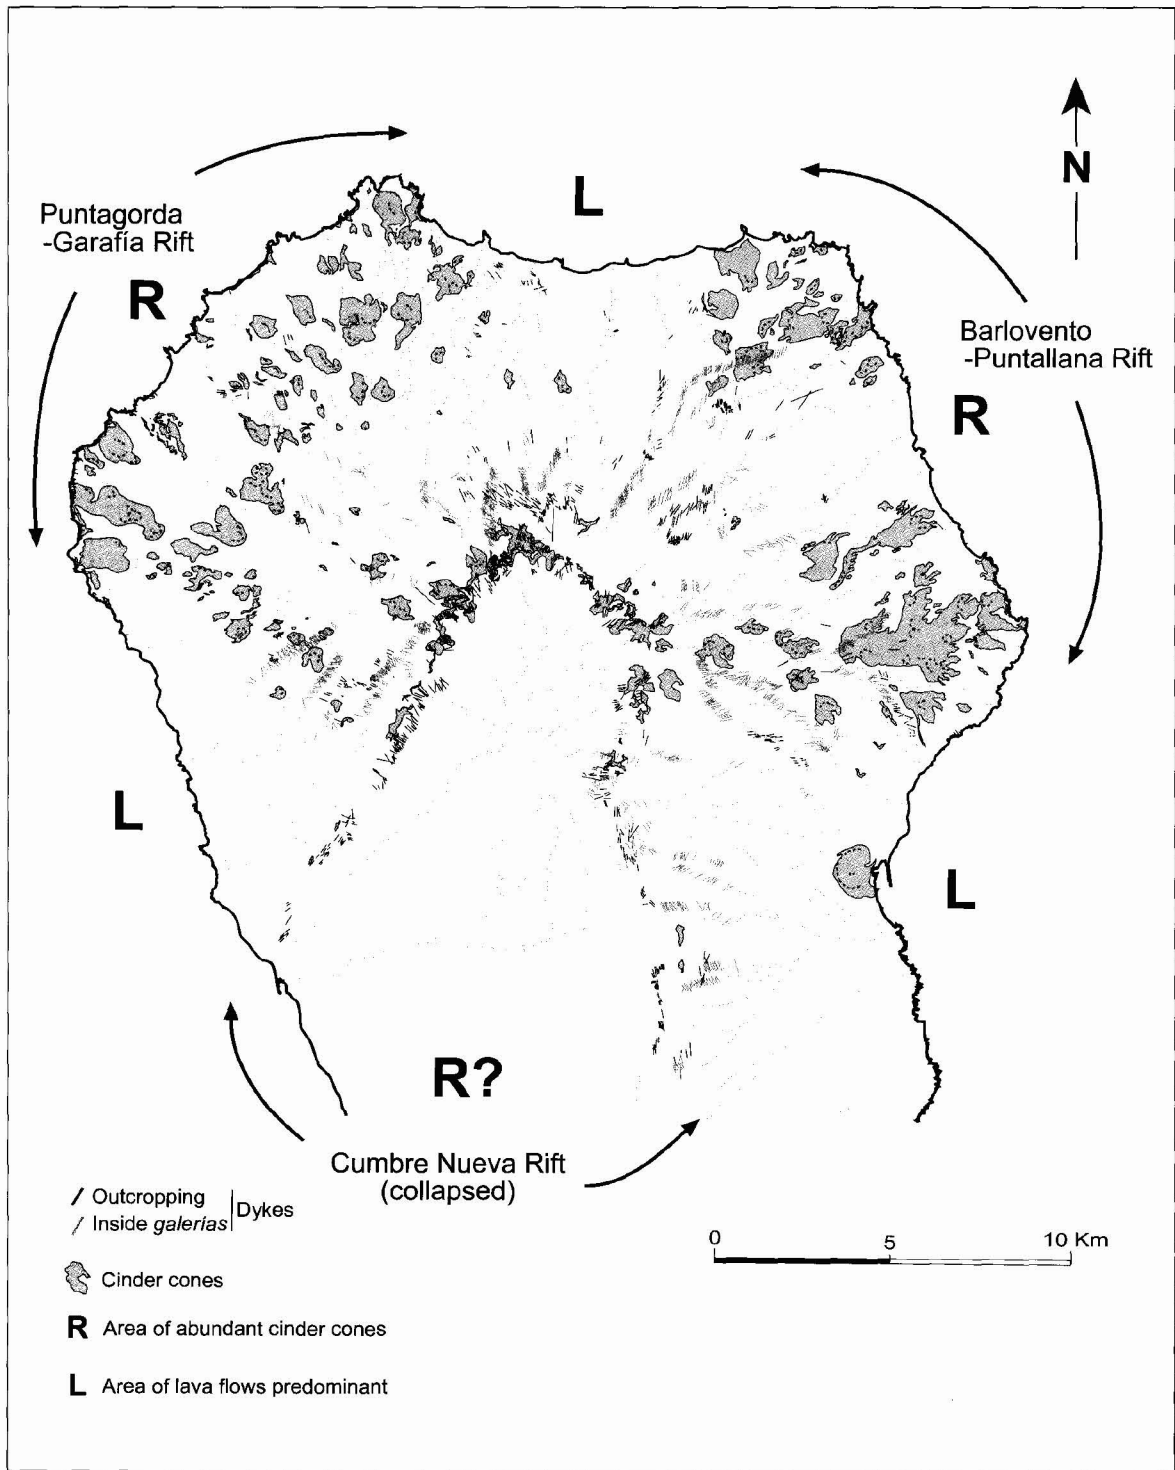 N
L
Puntagorda
-Garafía Rift
R
Barlovento
-Puntallana Rift
R
L
L
R?
Cumbre Nueva Rift
(collapsed)
Outcropping
Inside galerías
Dykes
0 5 10 Km
Cinder cones
R Area of abundant cinder cones
L Area of lava flows predominant